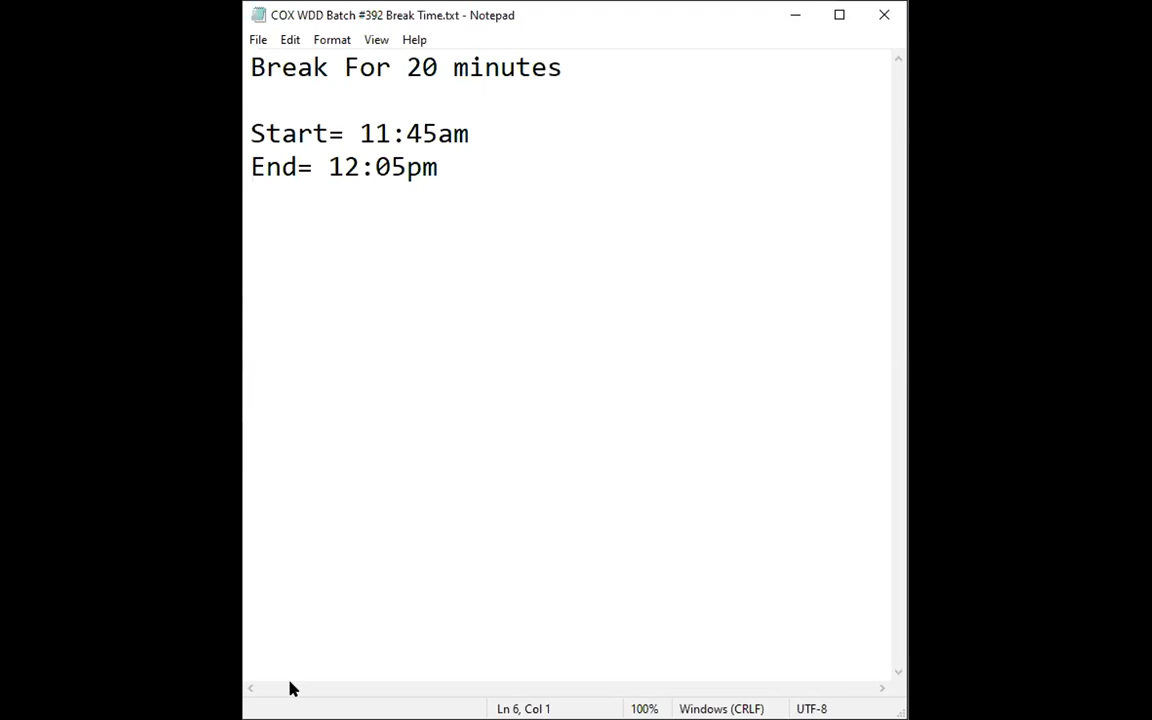 COX WDD Batch #392 Break Time.txt - Notepad
File Edit Format View Help
Break For 20 minutes
Start= 11:45am
End= 12:05pm
Ln 6, Col 1 100% Windows (CRLF) UTF-8